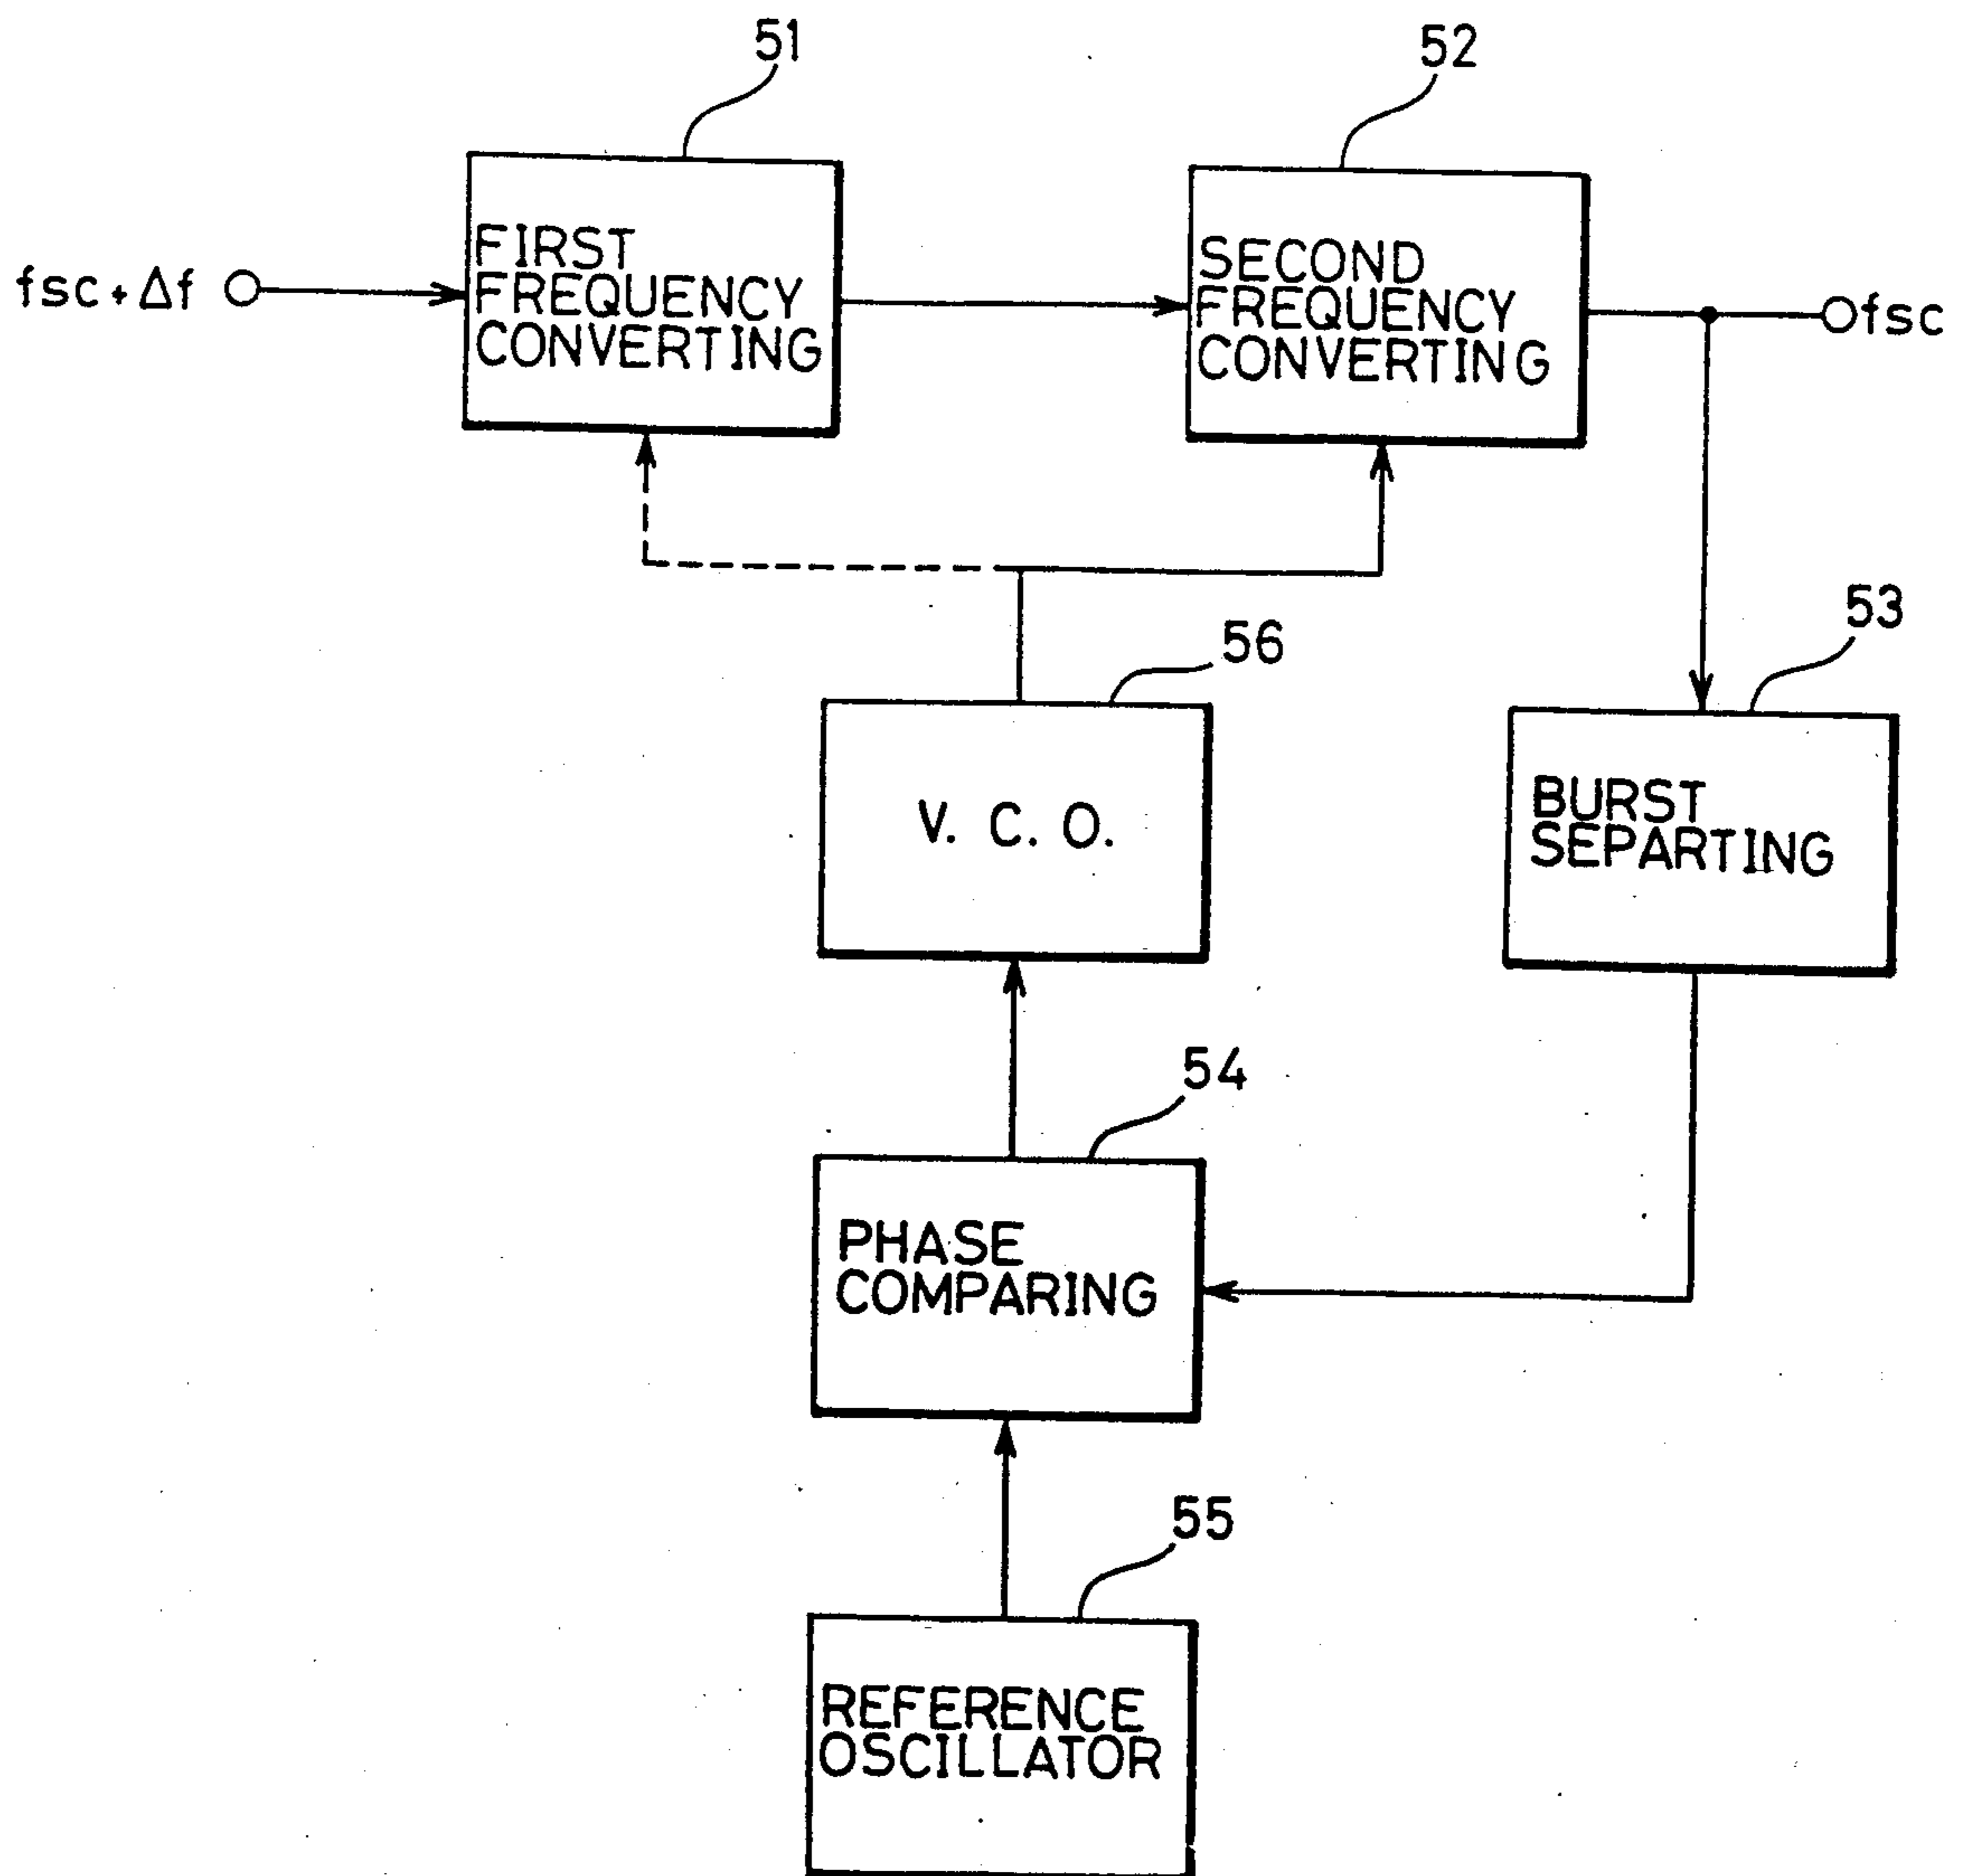 51
52
FIRST
FREQUENCY
CONVERTING
SECOND
FREQUENCY
CONVERTING
fsc+Δf
fsc
56
53
V. C. O.
BURST
SEPARTING
54
PHASE
COMPARING
55
REFERENCE
OSCILLATOR